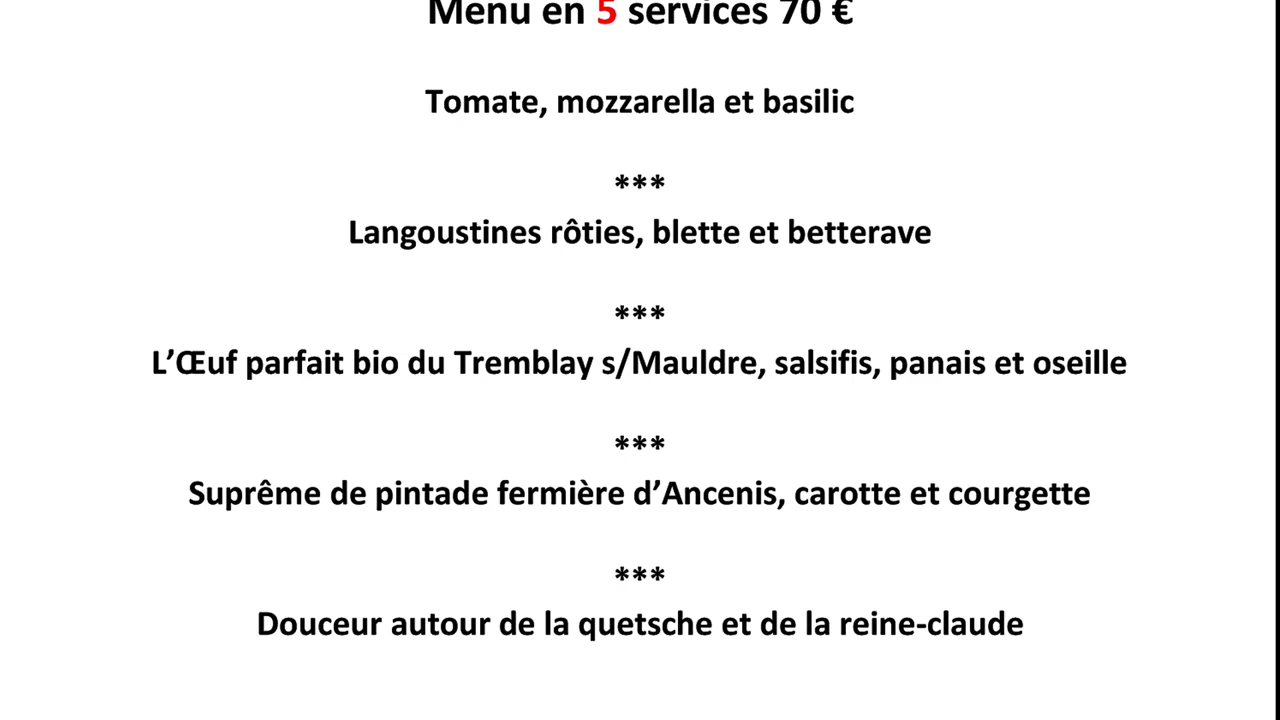 Menu en 5 services 70 €
Tomate, mozzarella et basilic
***
Langoustines rôties, blette et betterave
***
L’Œuf parfait bio du Tremblay s/Mauldre, salsifis, panais et oseille
***
Suprême de pintade fermière d’Ancenis, carotte et courgette
***
Douceur autour de la quetsche et de la reine-claude